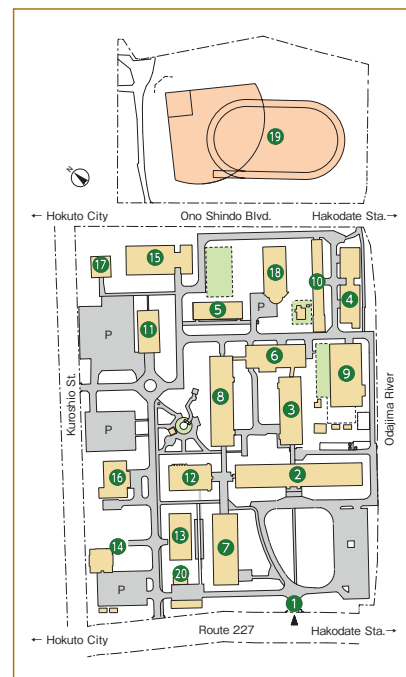 19
N
← Hokuto City Ono Shindo Blvd. Hakodate Sta.→
17
15
18
10
4
5
P
P
11
6
9
8
3
Kuroshio St.
Odajima River
P
16
12
2
13
14
7
20
P
1
← Hokuto City Route 227 Hakodate Sta.→